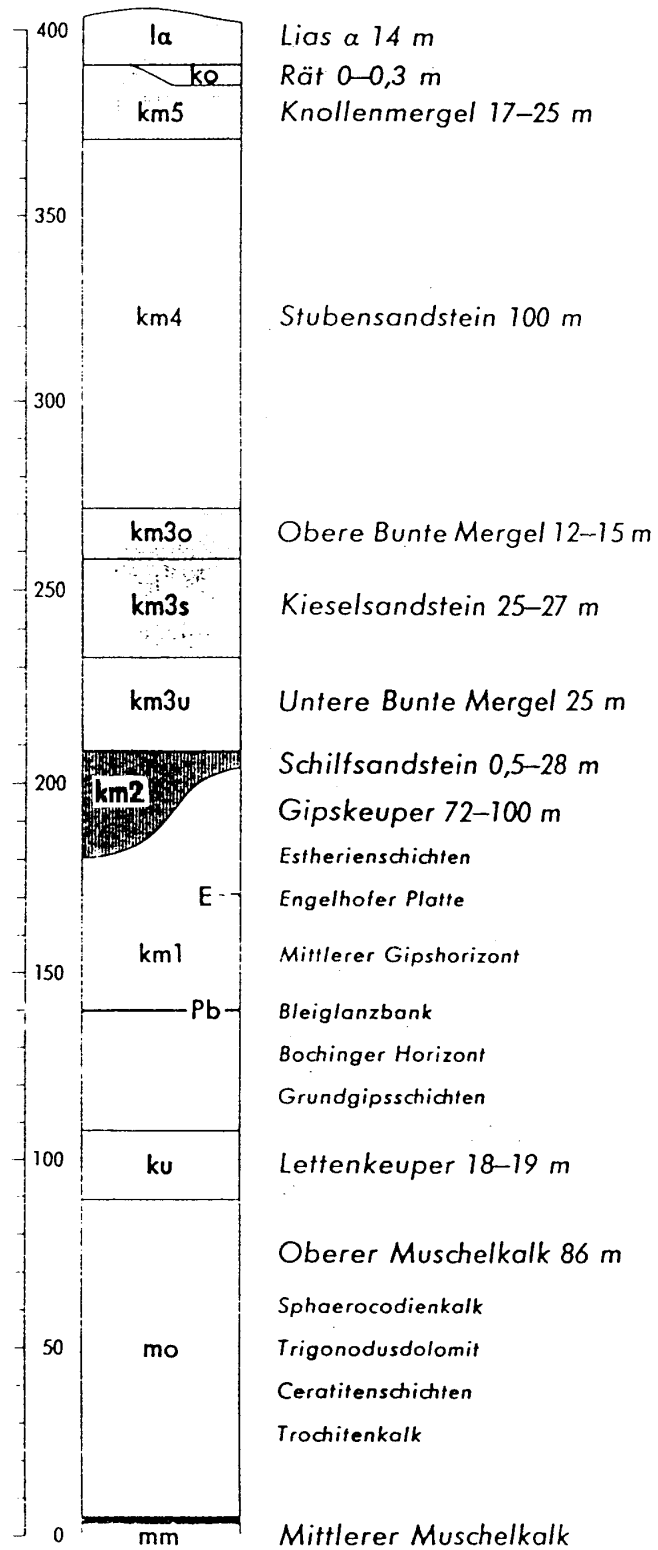 400
lα
Lias α 14 m
ko
Rät 0–0,3 m
km5
Knollenmergel 17–25 m
350
km4
Stubensandstein 100 m
300
km3o
Obere Bunte Mergel 12–15 m
250
km3s
Kieselsandstein 25–27 m
km3u
Untere Bunte Mergel 25 m
200
km2
Schilfsandstein 0,5–28 m
Gipskeuper 72–100 m
Estherienschichten
E
Engelhofer Platte
km1
Mittlerer Gipshorizont
150
Pb
Bleiglanzbank
Bochinger Horizont
Grundgipsschichten
100
ku
Lettenkeuper 18–19 m
Oberer Muschelkalk 86 m
Sphaerocodienkalk
50
mo
Trigonodusdolomit
Ceratitenschichten
Trochitenkalk
0
mm
Mittlerer Muschelkalk